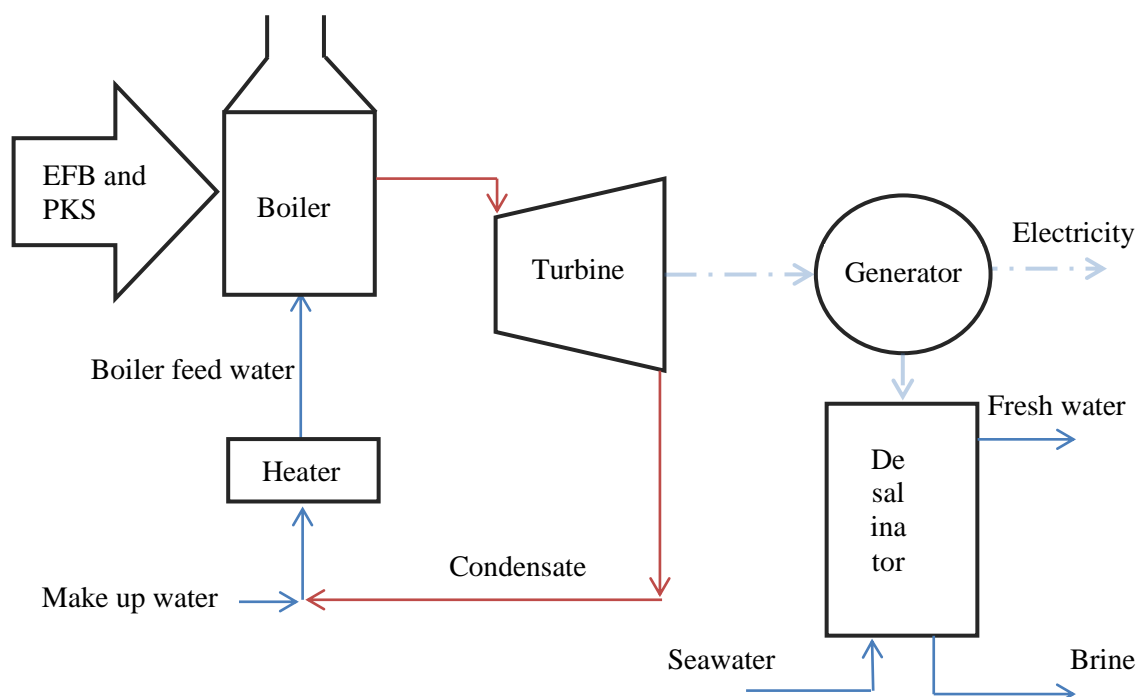 EFB and
PKS
Boiler
Turbine
Generator
Electricity
Boiler feed water
Heater
Fresh water
De
sal
ina
tor
Condensate
Make up water
Seawater
Brine